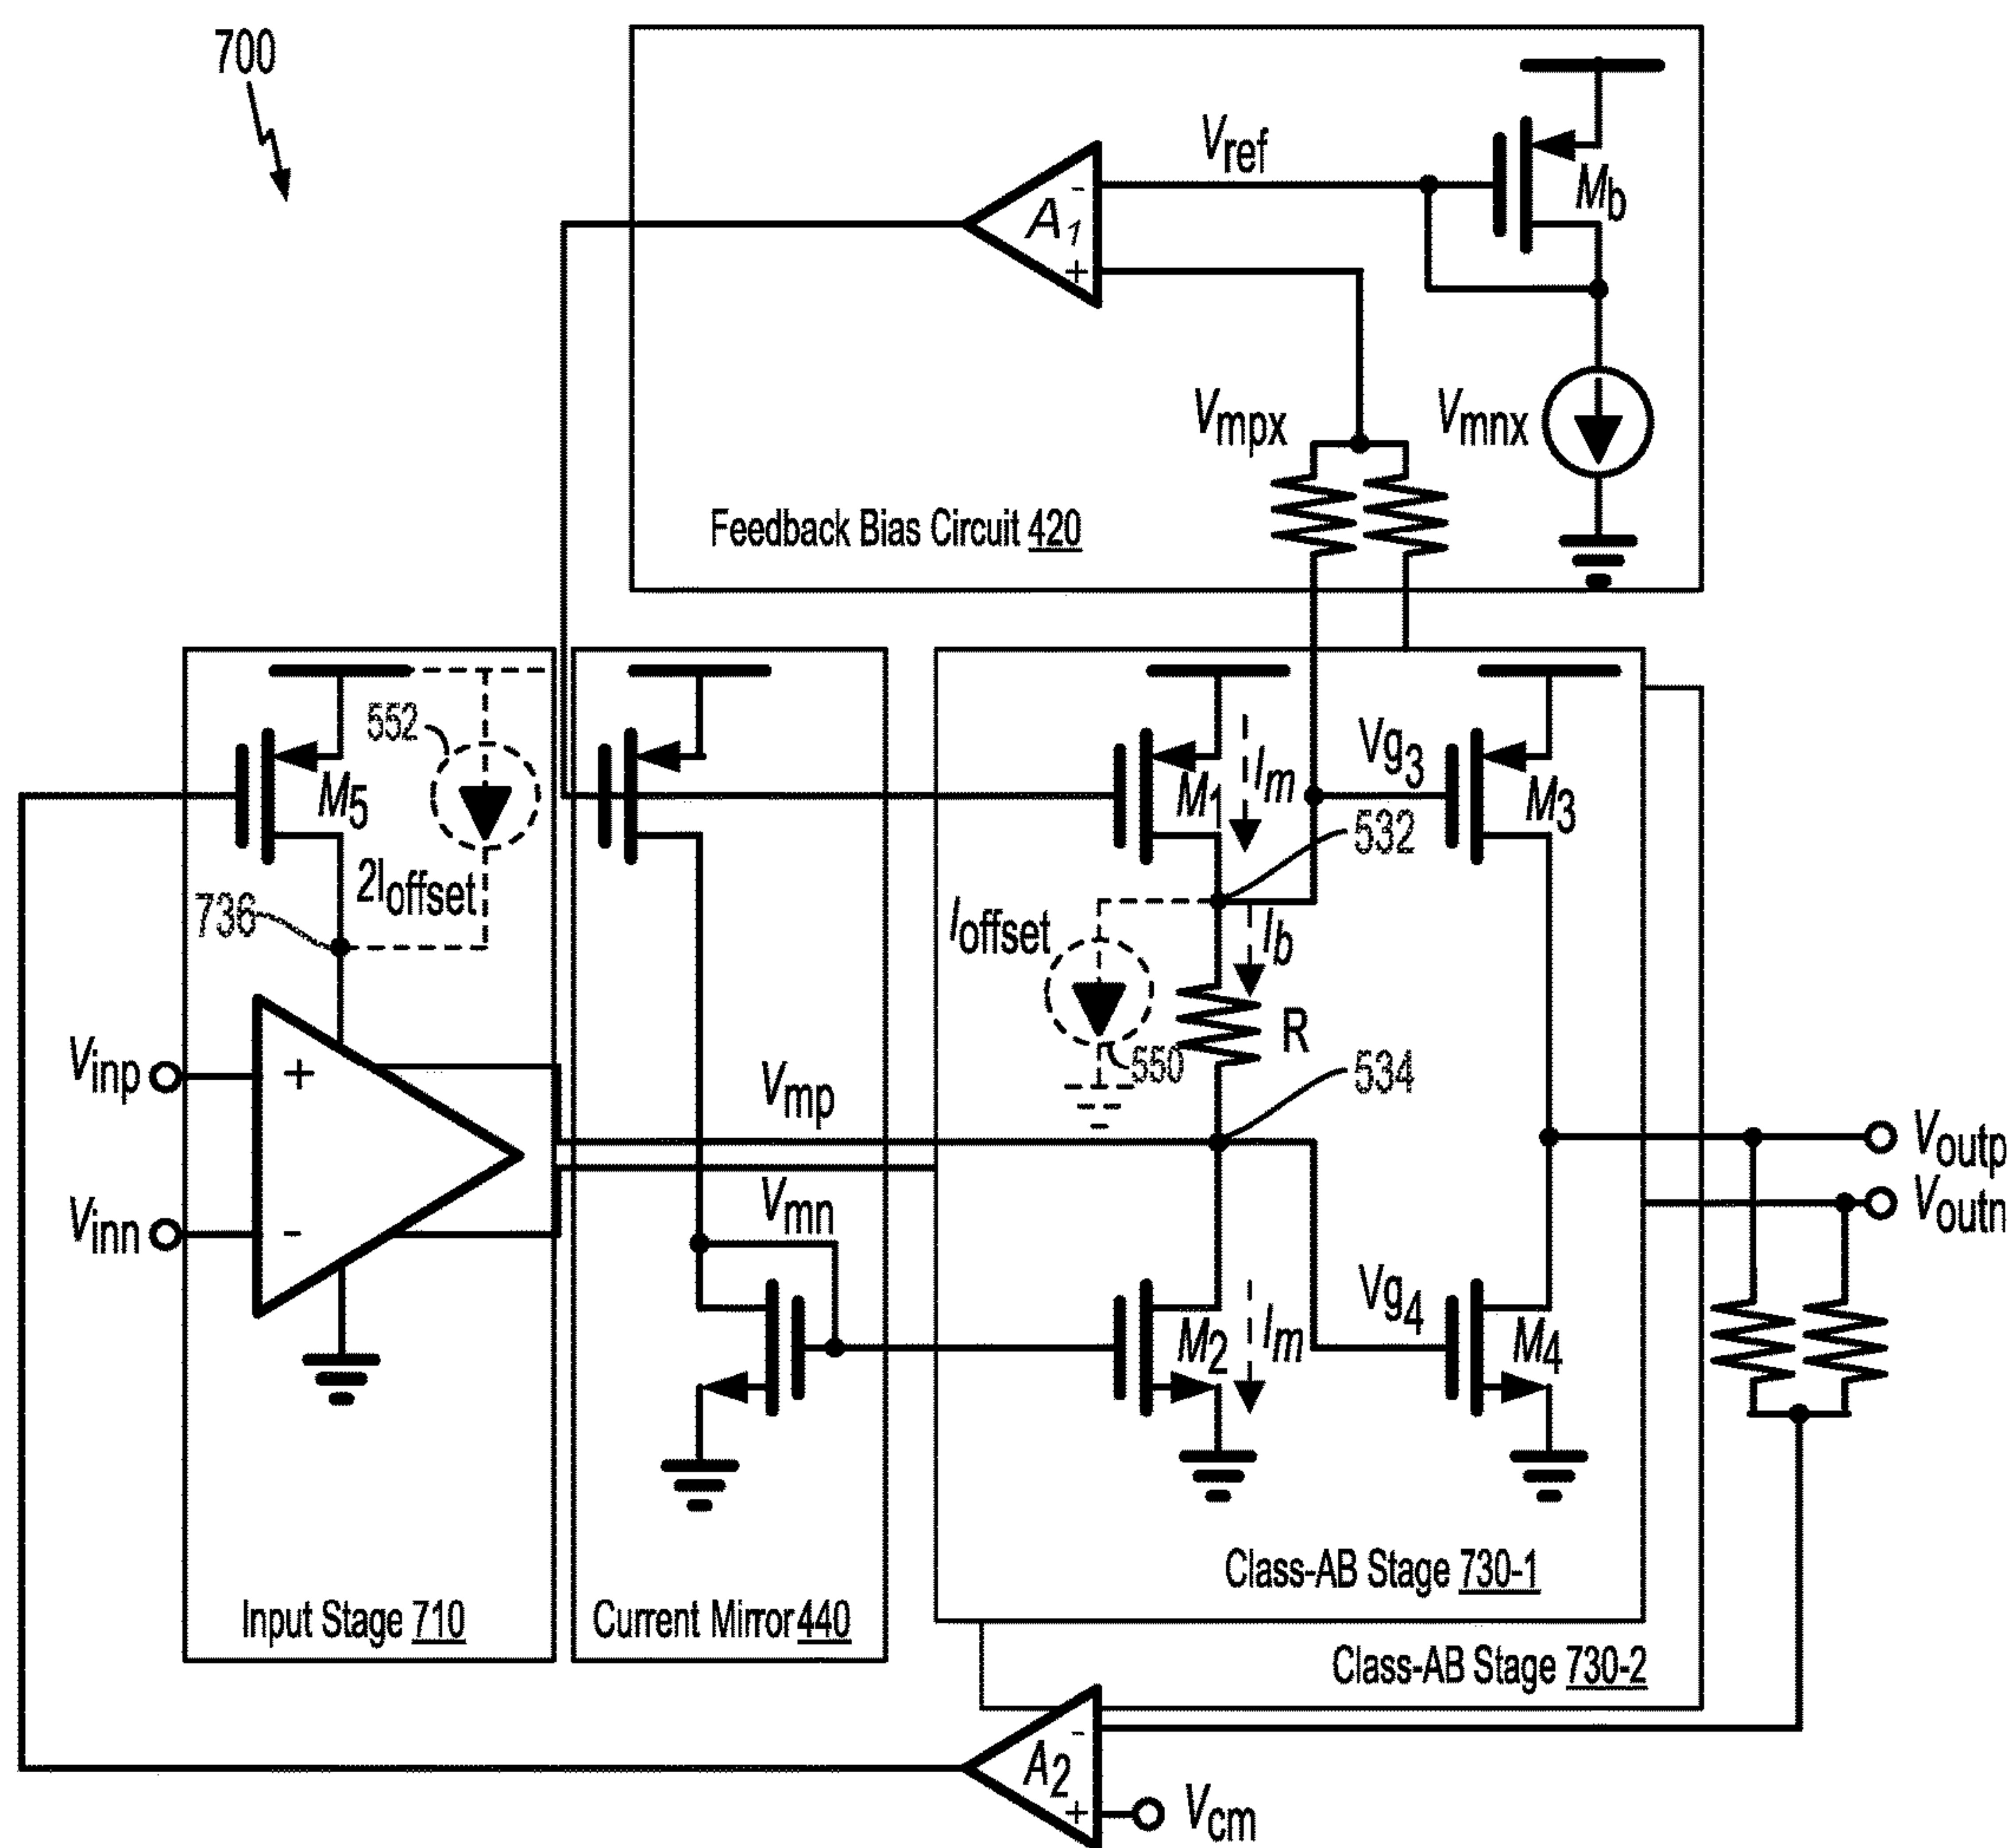 700
Vref
Mb
-
A1
+
Vmpx
Vmnx
Feedback Bias Circuit 420
552
M5
2Ioffset
736
M1
Im
Vg3
M3
532
Ioffset
Ib
R
550
534
Vinp
+
Vmp
Voutp
Vinn
-
Vmn
Voutn
M2
Im
Vg4
M4
Class-AB Stage 730-1
Input Stage 710
Current Mirror 440
Class-AB Stage 730-2
-
A2
+
Vcm